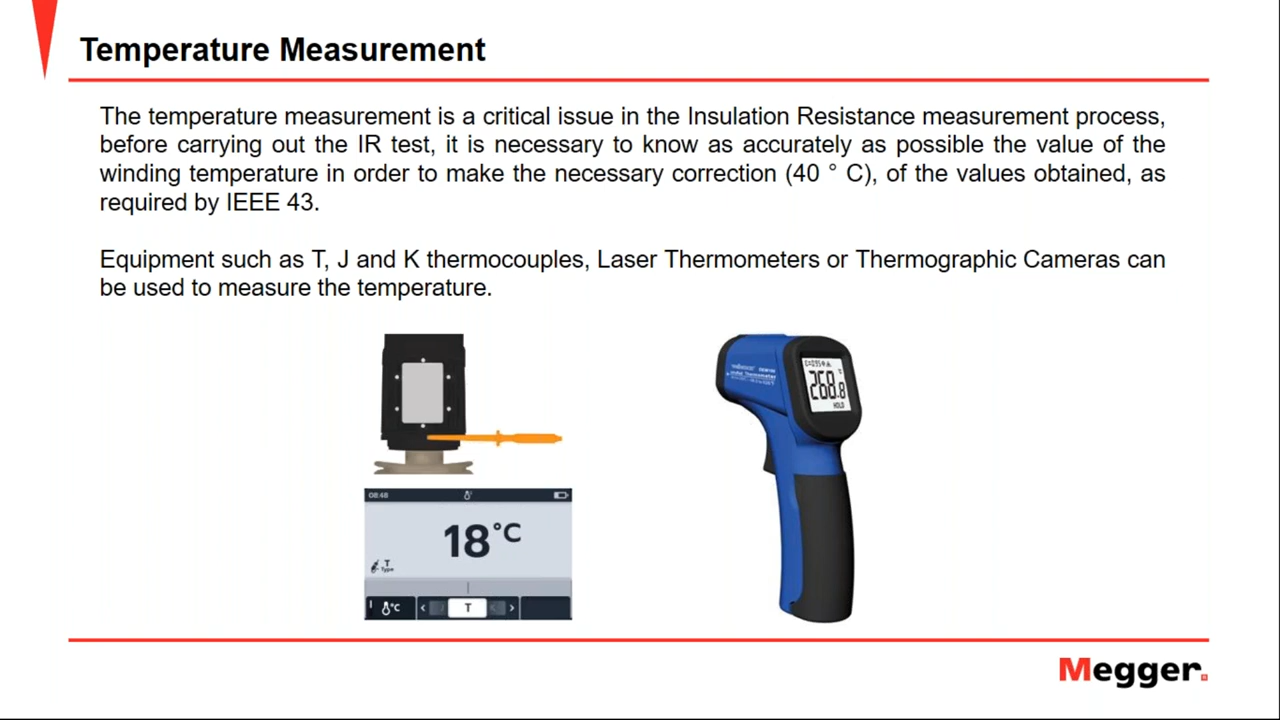 Temperature Measurement
The temperature measurement is a critical issue in the Insulation Resistance measurement process,
before carrying out the IR test, it is necessary to know as accurately as possible the value of the
winding temperature in order to make the necessary correction (40 ° C), of the values obtained, as
required by IEEE 43.
Equipment such as T, J and K thermocouples, Laser Thermometers or Thermographic Cameras can
be used to measure the temperature.
268.8
HOLD
18°C
T
Type
°C
< T >
Megger.